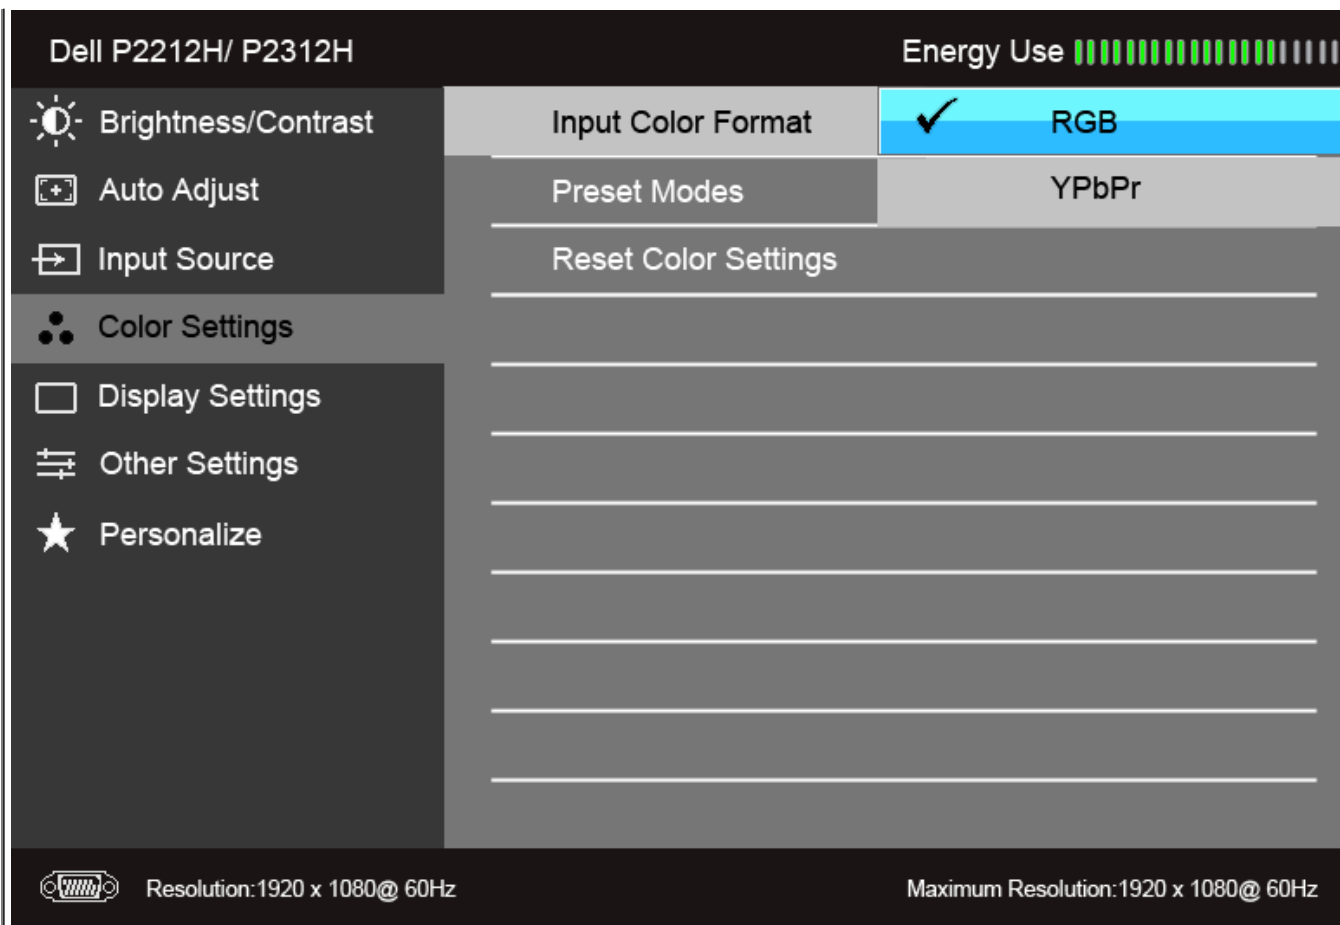 Dell P2212H/ P2312H
Energy Use
Brightness/Contrast
Auto Adjust
Input Source
Color Settings
Display Settings
Other Settings
Personalize
Input Color Format
Preset Modes
Reset Color Settings
RGB
YPbPr
Resolution:1920 x 1080@ 60Hz
Maximum Resolution:1920 x 1080@ 60Hz